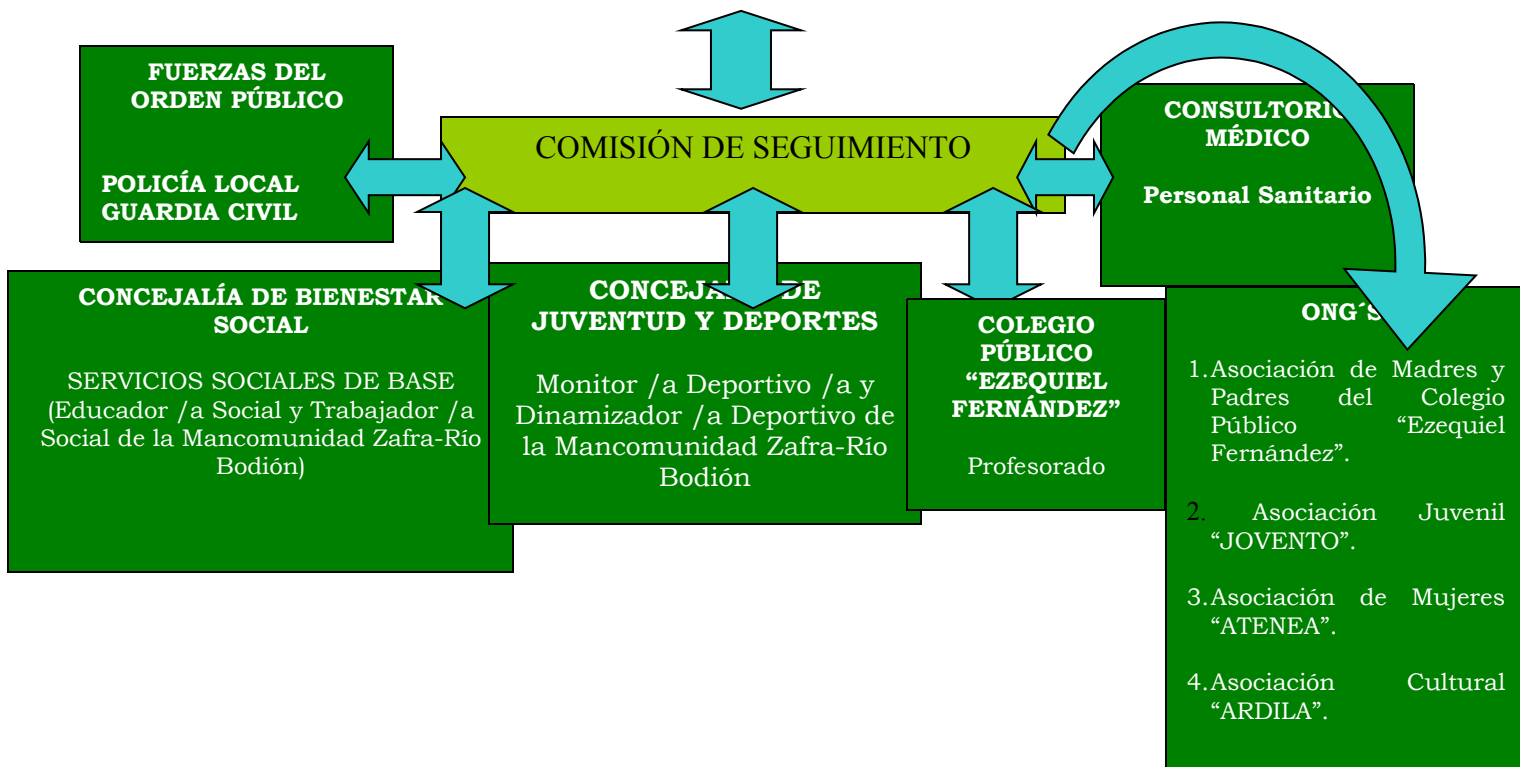 FUERZAS DEL
ORDEN PÚBLICO
POLICÍA LOCAL
GUARDIA CIVIL
COMISIÓN DE SEGUIMIENTO
CONSULTORIO
MÉDICO
Personal Sanitario
CONCEJALÍA DE BIENESTAR
SOCIAL
SERVICIOS SOCIALES DE BASE
(Educador /a Social y Trabajador /a
Social de la Mancomunidad Zafra-Río
Bodión)
CONCEJALÍA DE
JUVENTUD Y DEPORTES
Monitor /a Deportivo /a y
Dinamizador /a Deportivo de
la Mancomunidad Zafra-Río
Bodión
COLEGIO
PÚBLICO
“EZEQUIEL
FERNÁNDEZ”
Profesorado
ONG´S
1.Asociación de Madres y
Padres del Colegio
Público “Ezequiel
Fernández”.
2. Asociación Juvenil
“JOVENTO”.
3.Asociación de Mujeres
“ATENEA”.
4.Asociación Cultural
“ARDILA”.